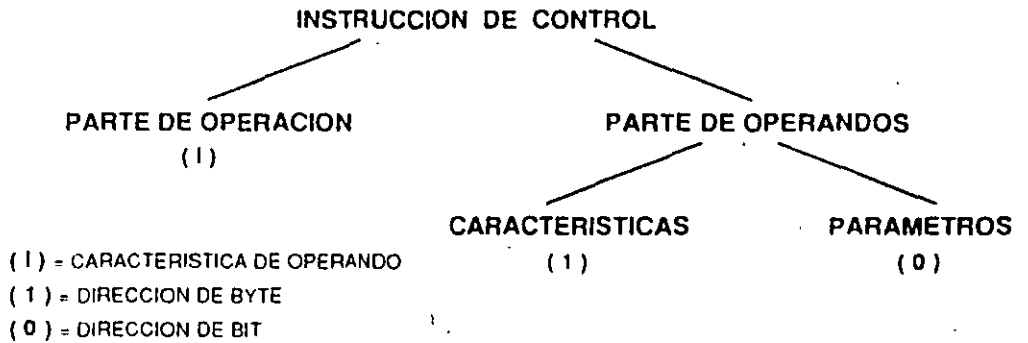 INSTRUCCION DE CONTROL
PARTE DE OPERACION
PARTE DE OPERANDOS
( I )
CARACTERISTICAS
PARAMETROS
( 1 )
( 0 )
( I ) = CARACTERISTICA DE OPERANDO
( 1 ) = DIRECCION DE BYTE
( 0 ) = DIRECCION DE BIT